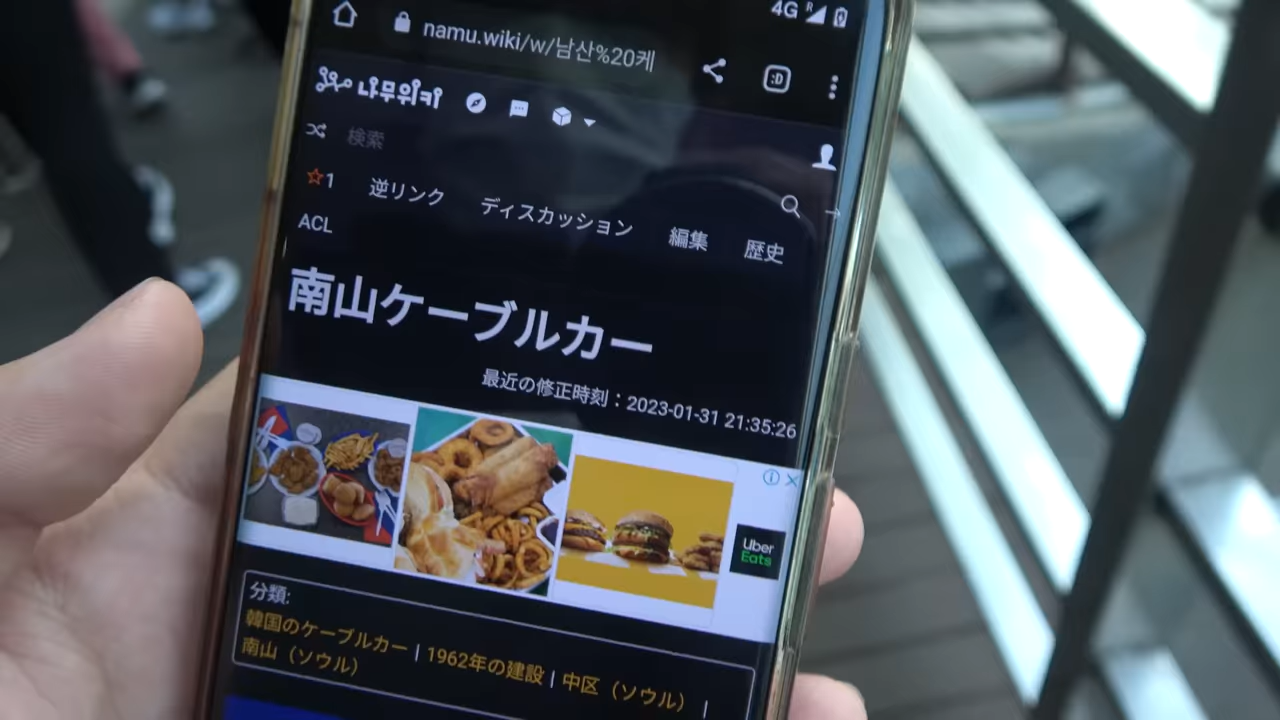 4G R
namu.wiki/w/남산%20케
:D
나무위키
検索
☆1 逆リンク ディスカッション 編集 歴史
ACL
南山ケーブルカー
最近の修正時刻：2023-01-31 21:35:26
Uber
Eats
分類:
韓国のケーブルカー | 1962年の建設 | 中区（ソウル） |
南山（ソウル）